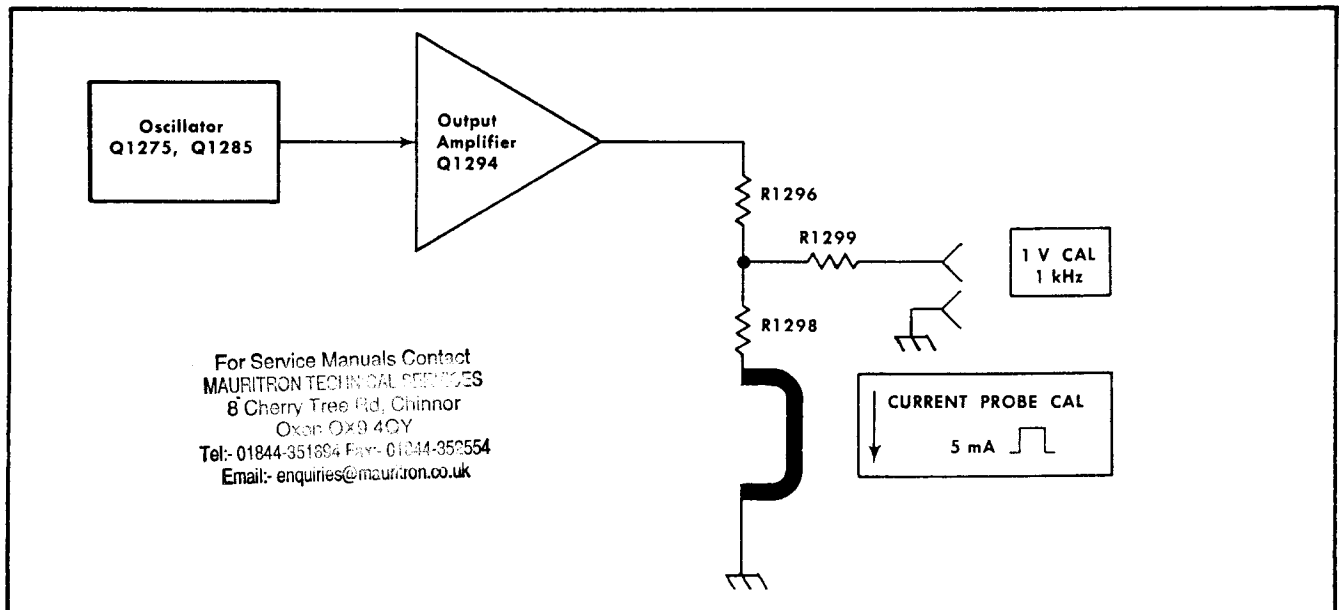 Oscillator
Q1275, Q1285
Output
Amplifier
Q1294
R1296
R1299
1 V CAL
1 kHz
R1298
For Service Manuals Contact
MAURITRON TECHNICAL SERVICES
8 Cherry Tree Rd, Chinnor
Oxon OX9 4QY
Tel:- 01844-351694 Fax:- 01844-352554
Email:- enquiries@mauritron.co.uk
CURRENT PROBE CAL
5 mA